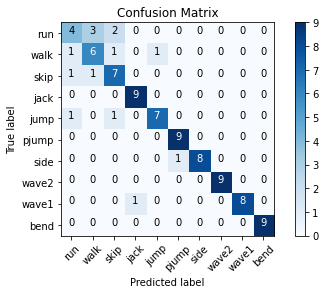 Confusion Matrix
True label
run 4 3 2 0 0 0 0 0 0 0
walk 1 6 1 0 1 0 0 0 0 0
skip 1 1 7 0 0 0 0 0 0 0
jack 0 0 0 9 0 0 0 0 0 0
jump 1 0 1 0 7 0 0 0 0 0
pjump 0 0 0 0 0 9 0 0 0 0
side 0 0 0 0 0 1 8 0 0 0
wave2 0 0 0 0 0 0 0 9 0 0
wave1 0 0 0 1 0 0 0 0 8 0
bend 0 0 0 0 0 0 0 0 0 9
run walk skip jack jump pjump side wave2 wave1 bend
Predicted label
9
8
7
6
5
4
3
2
1
0